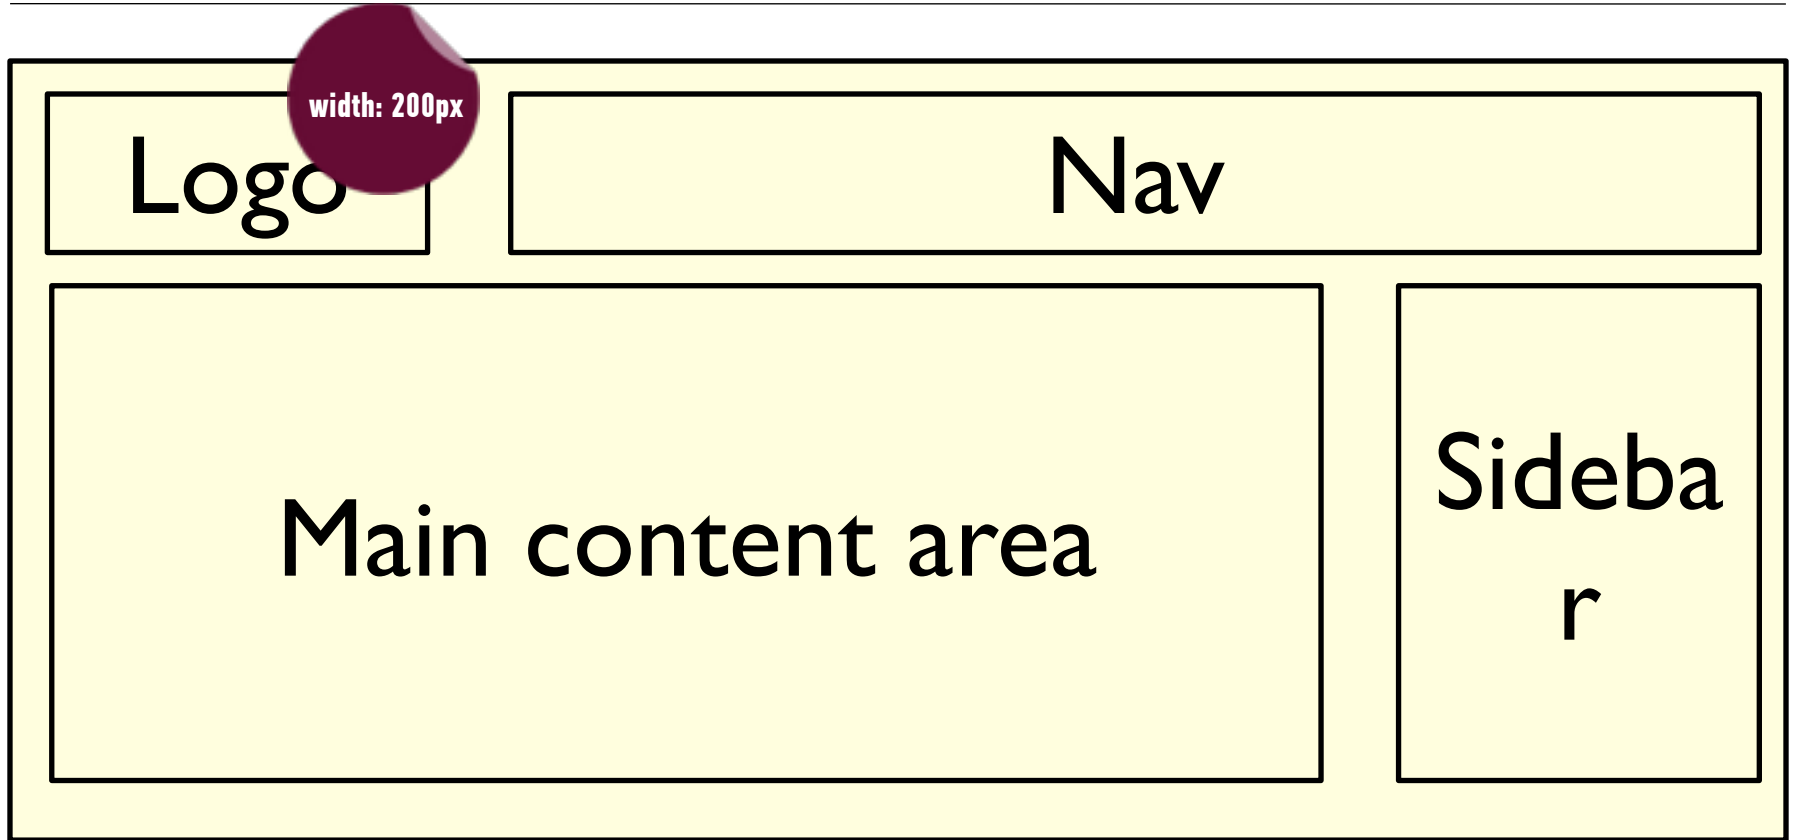 width: 200px
Logo
Nav
Main content area
Sideba
r